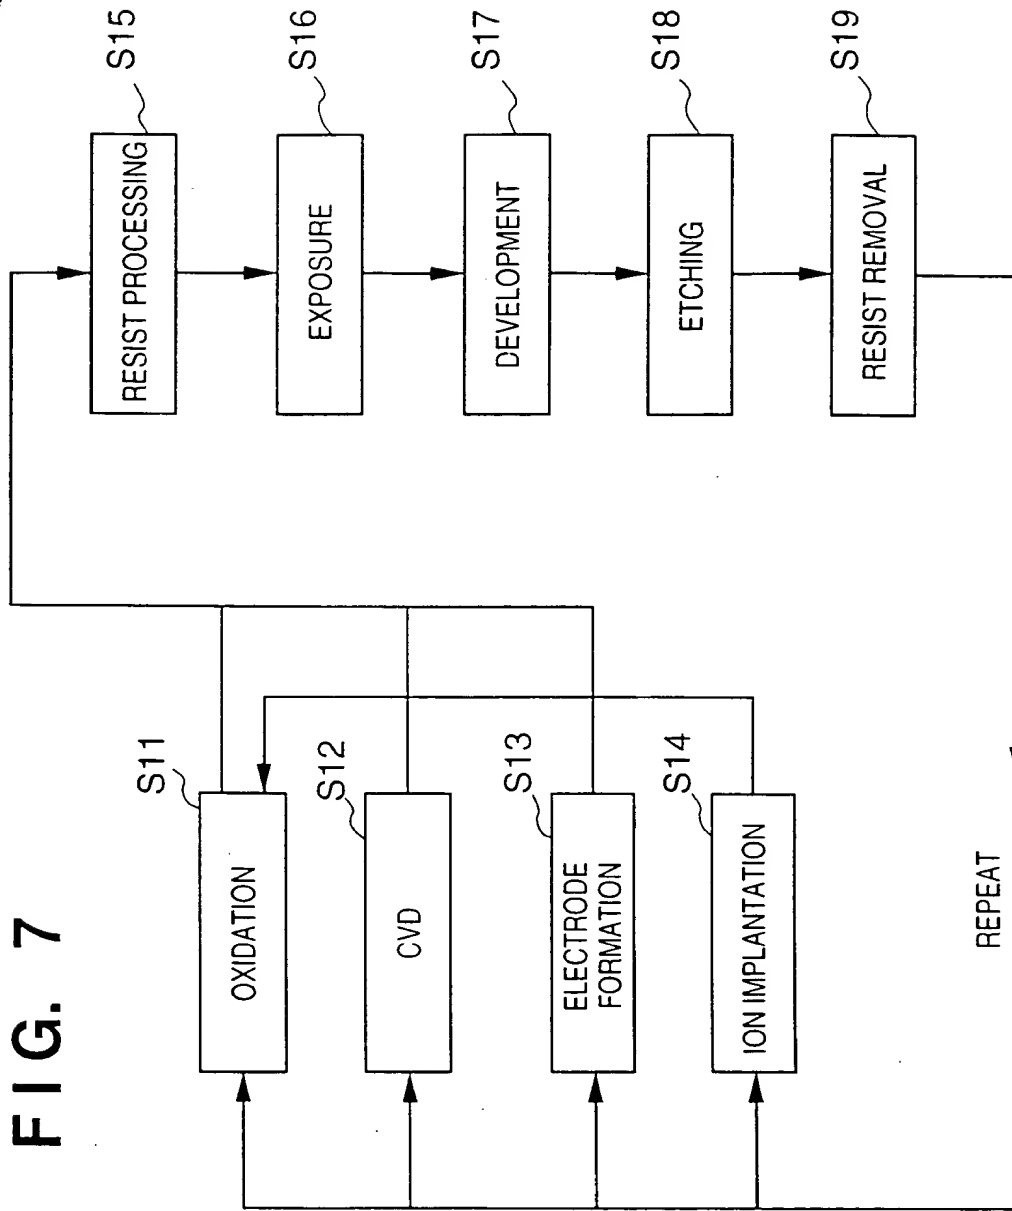 FIG. 7
S11
OXIDATION
S12
CVD
S13
ELECTRODE
FORMATION
S14
ION IMPLANTATION
S15
RESIST PROCESSING
S16
EXPOSURE
S17
DEVELOPMENT
S18
ETCHING
S19
RESIST REMOVAL
REPEAT